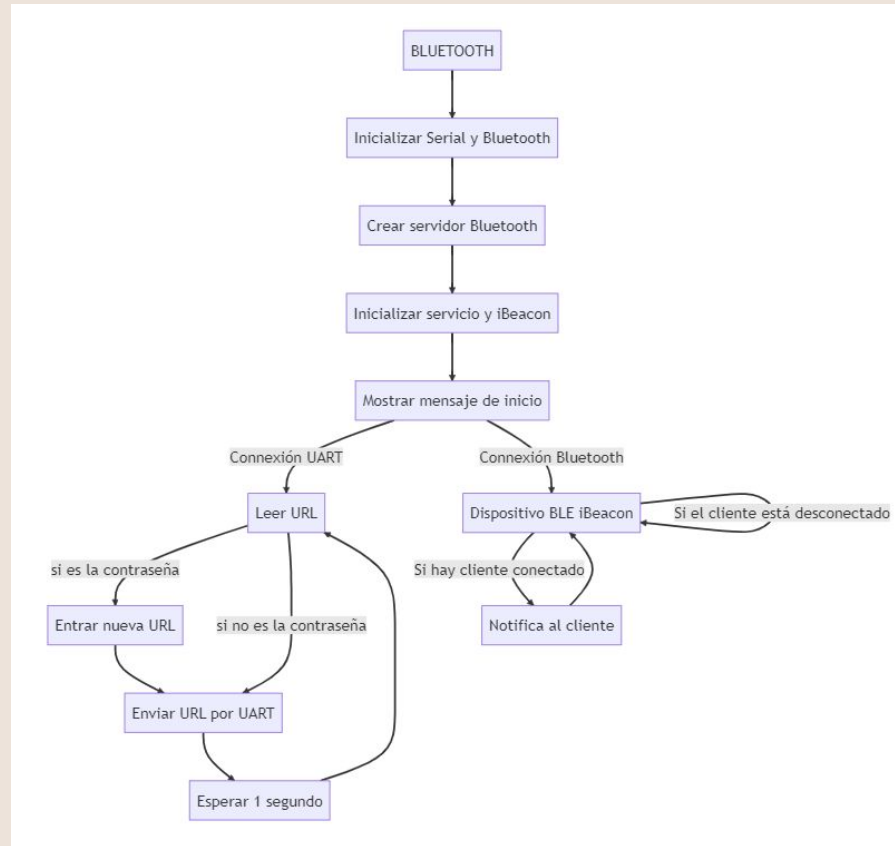 BLUETOOTH
Inicializar Serial y Bluetooth
Crear servidor Bluetooth
Inicializar servicio y iBeacon
Mostrar mensaje de inicio
Connexión UART
Connexión Bluetooth
Leer URL
Dispositivo BLE iBeacon
Si el cliente está desconectado
si es la contraseña
Si hay cliente conectado
Entrar nueva URL
si no es la contraseña
Notifica al cliente
Enviar URL por UART
Esperar 1 segundo